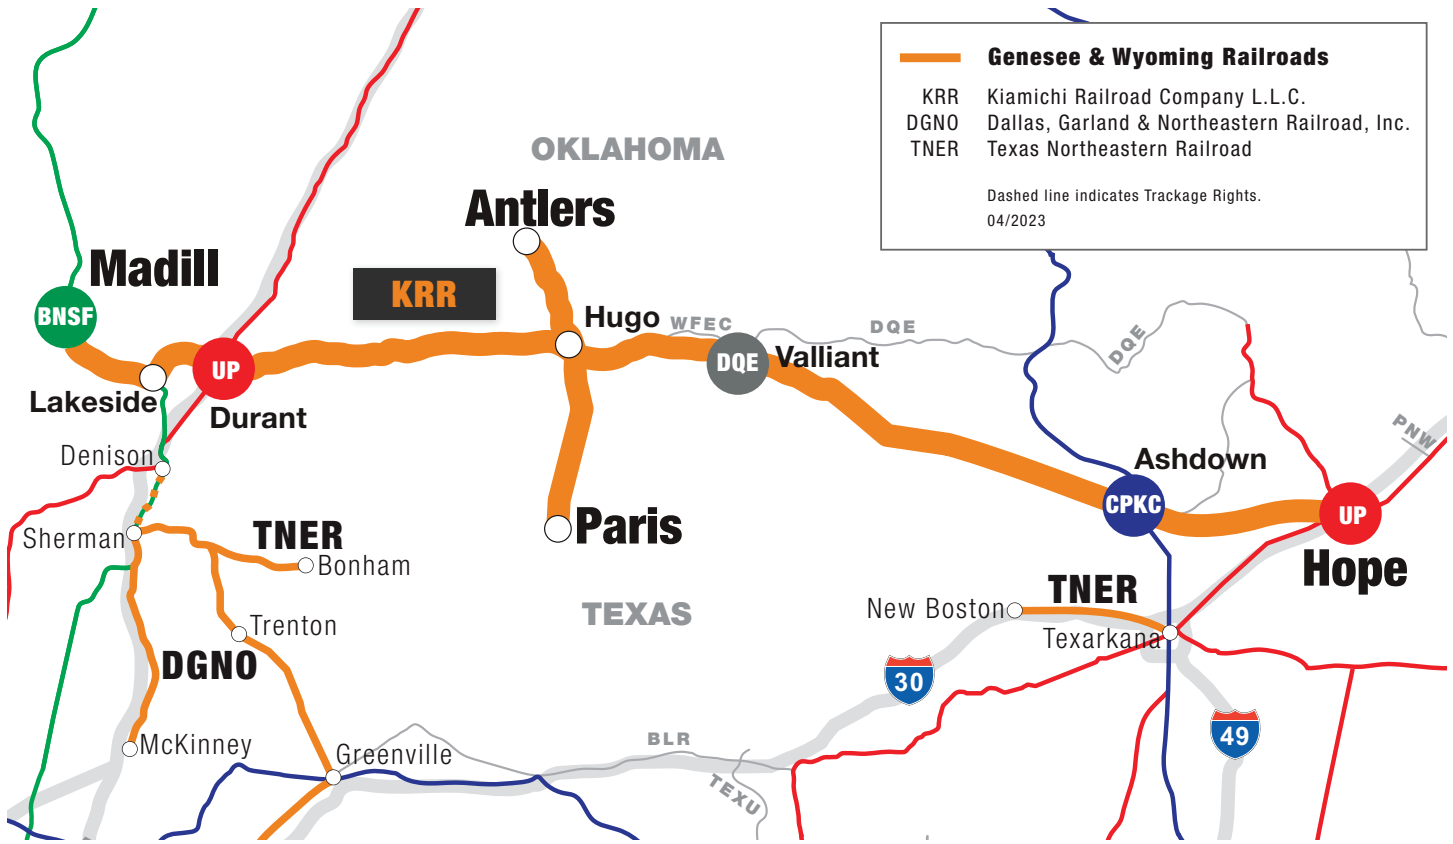 Genesee & Wyoming Railroads
KRR Kiamichi Railroad Company L.L.C.
DGNO Dallas, Garland & Northeastern Railroad, Inc.
TNER Texas Northeastern Railroad
Dashed line indicates Trackage Rights.
04/2023
OKLAHOMA
Antlers
Madill
KRR
BNSF
Hugo
WFEC
DQE
DQE
UP
DQE
Valliant
Lakeside
Durant
PNW
Denison
Ashdown
CPKC
UP
Sherman
TNER
Paris
Bonham
Hope
TNER
New Boston
TEXAS
Trenton
Texarkana
DGNO
30
49
McKinney
Greenville
BLR
TEXU